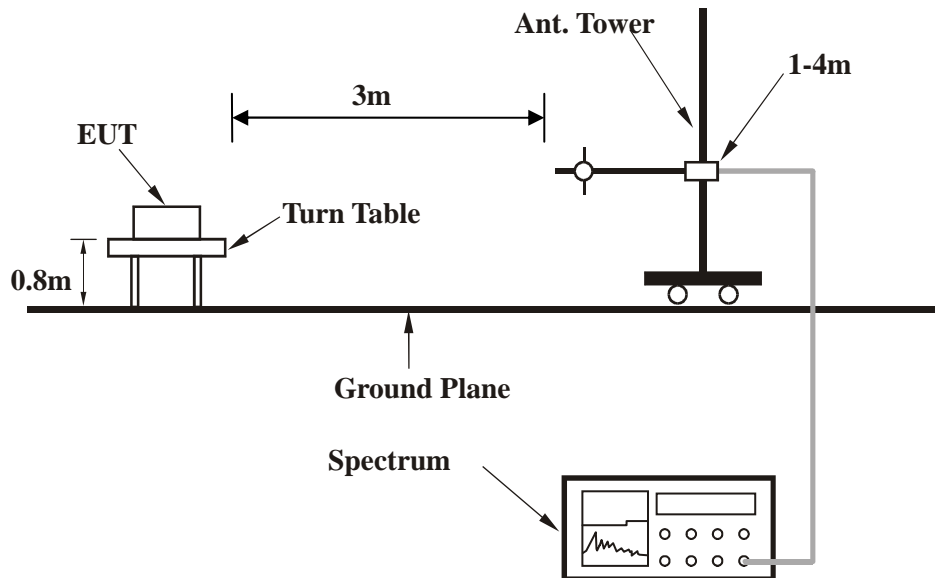 Ant. Tower
1-4m
3m
EUT
Turn Table
0.8m
Ground Plane
Spectrum